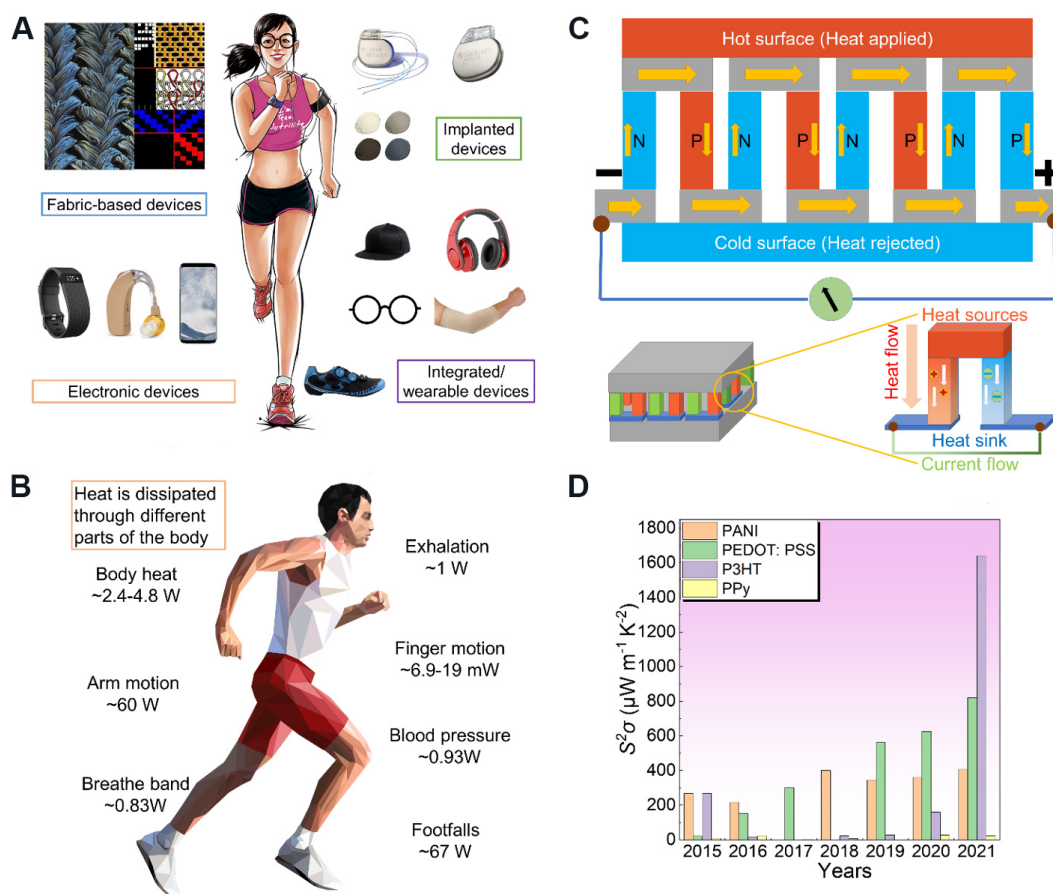 A
Fabric-based devices
Implanted
devices
Electronic devices
Integrated/
wearable devices
I'm
Team
Nutrilite
B
Heat is dissipated
through different
parts of the body
Body heat
~2.4-4.8 W
Arm motion
~60 W
Breathe band
~0.83W
Exhalation
~1 W
Finger motion
~6.9-19 mW
Blood pressure
~0.93W
Footfalls
~67 W
C
Hot surface (Heat applied)
N P N P N P N P
− +
Cold surface (Heat rejected)
Heat sources
Heat flow
Heat sink
Current flow
D
PANI
PEDOT: PSS
P3HT
PPy
S²σ (µW m⁻¹ K⁻²)
1800
1600
1400
1200
1000
800
600
400
200
0
2015 2016 2017 2018 2019 2020 2021
Years